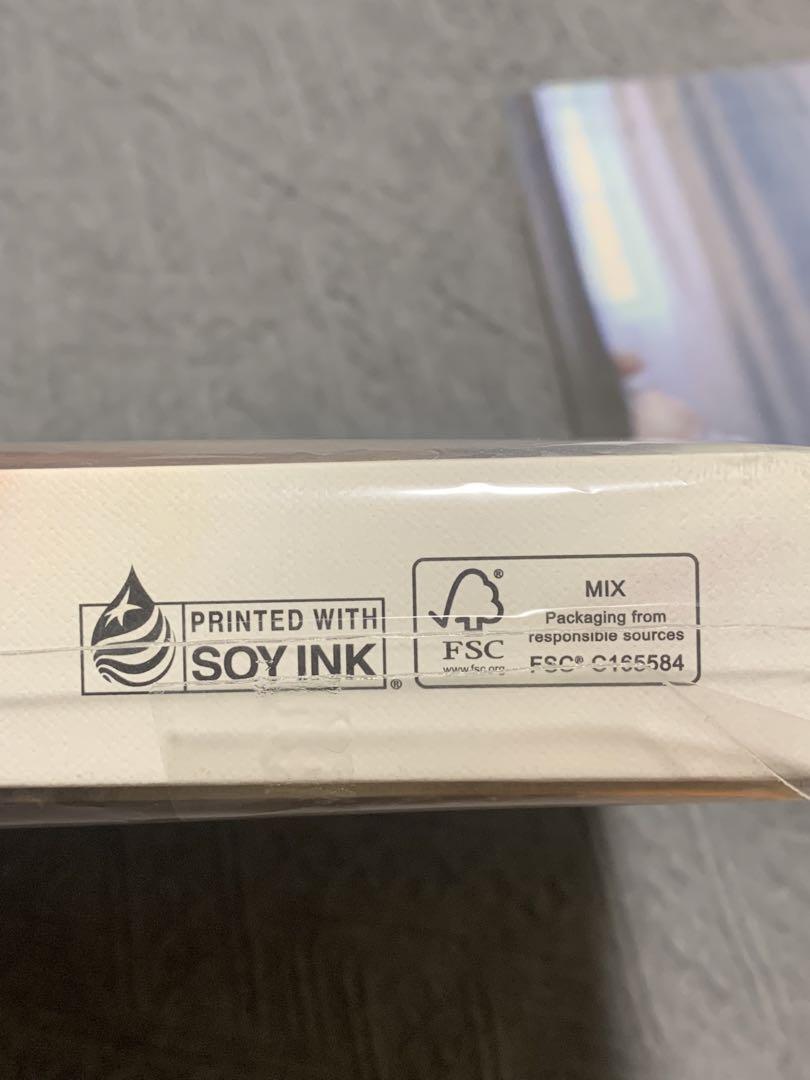 PRINTED WITH
SOY INK
®
®
FSC
www.fsc.org
MIX
Packaging from
responsible sources
FSC® C165584